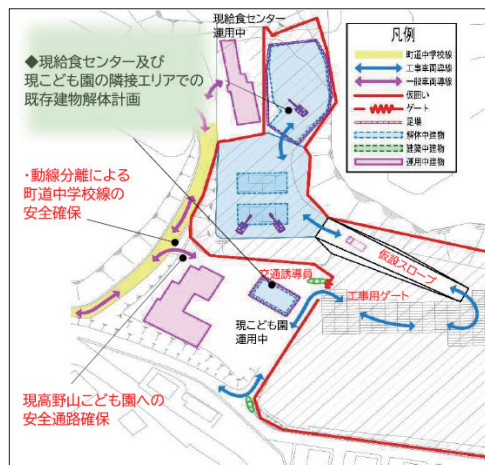 現給食センター
運用中
◆現給食センター及び
現こども園の隣接エリアでの
既存建物解体計画
・動線分離による
町道中学校線の
安全確保
交通誘導員
仮設スロープ
工事用ゲート
現こども園
運用中
現高野山こども園への
安全通路確保
凡例
町道中学校線
工事車両導線
一般車両導線
仮囲い
ゲート
足場
解体中建物
建築中建物
運用中建物